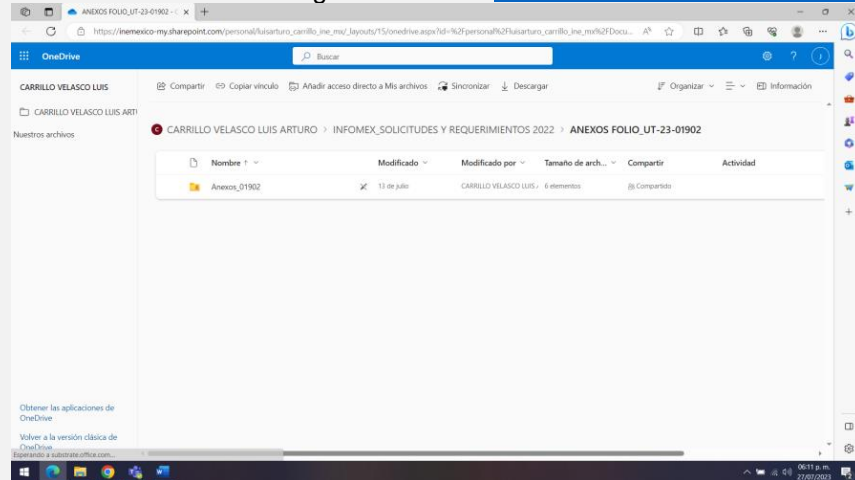 ANEXOS FOLIO_UT-23-01902 - C
https://inemexico-my.sharepoint.com/personal/luisarturo_carrillo_ine_mx/_layouts/15/onedrive.aspx?id=%2Fpersonal%2Fluisarturo_carrillo_ine_mx%2FDocu...
OneDrive
Buscar
CARRILLO VELASCO LUIS
Compartir Copiar vínculo Añadir acceso directo a Mis archivos Sincronizar Descargar Organizar Información
CARRILLO VELASCO LUIS ARTU
Nuestros archivos
C CARRILLO VELASCO LUIS ARTURO > INFOMEX_SOLICITUDES Y REQUERIMIENTOS 2022 > ANEXOS FOLIO_UT-23-01902
Nombre Modificado Modificado por Tamaño de arch... Compartir Actividad
Anexos_01902 13 de julio CARRILLO VELASCO LUIS 6 elementos Compartido
Obtener las aplicaciones de
OneDrive
Volver a la versión clásica de
OneDrive
Esperando a substrate.office.com...
06:11 p. m.
27/07/2023